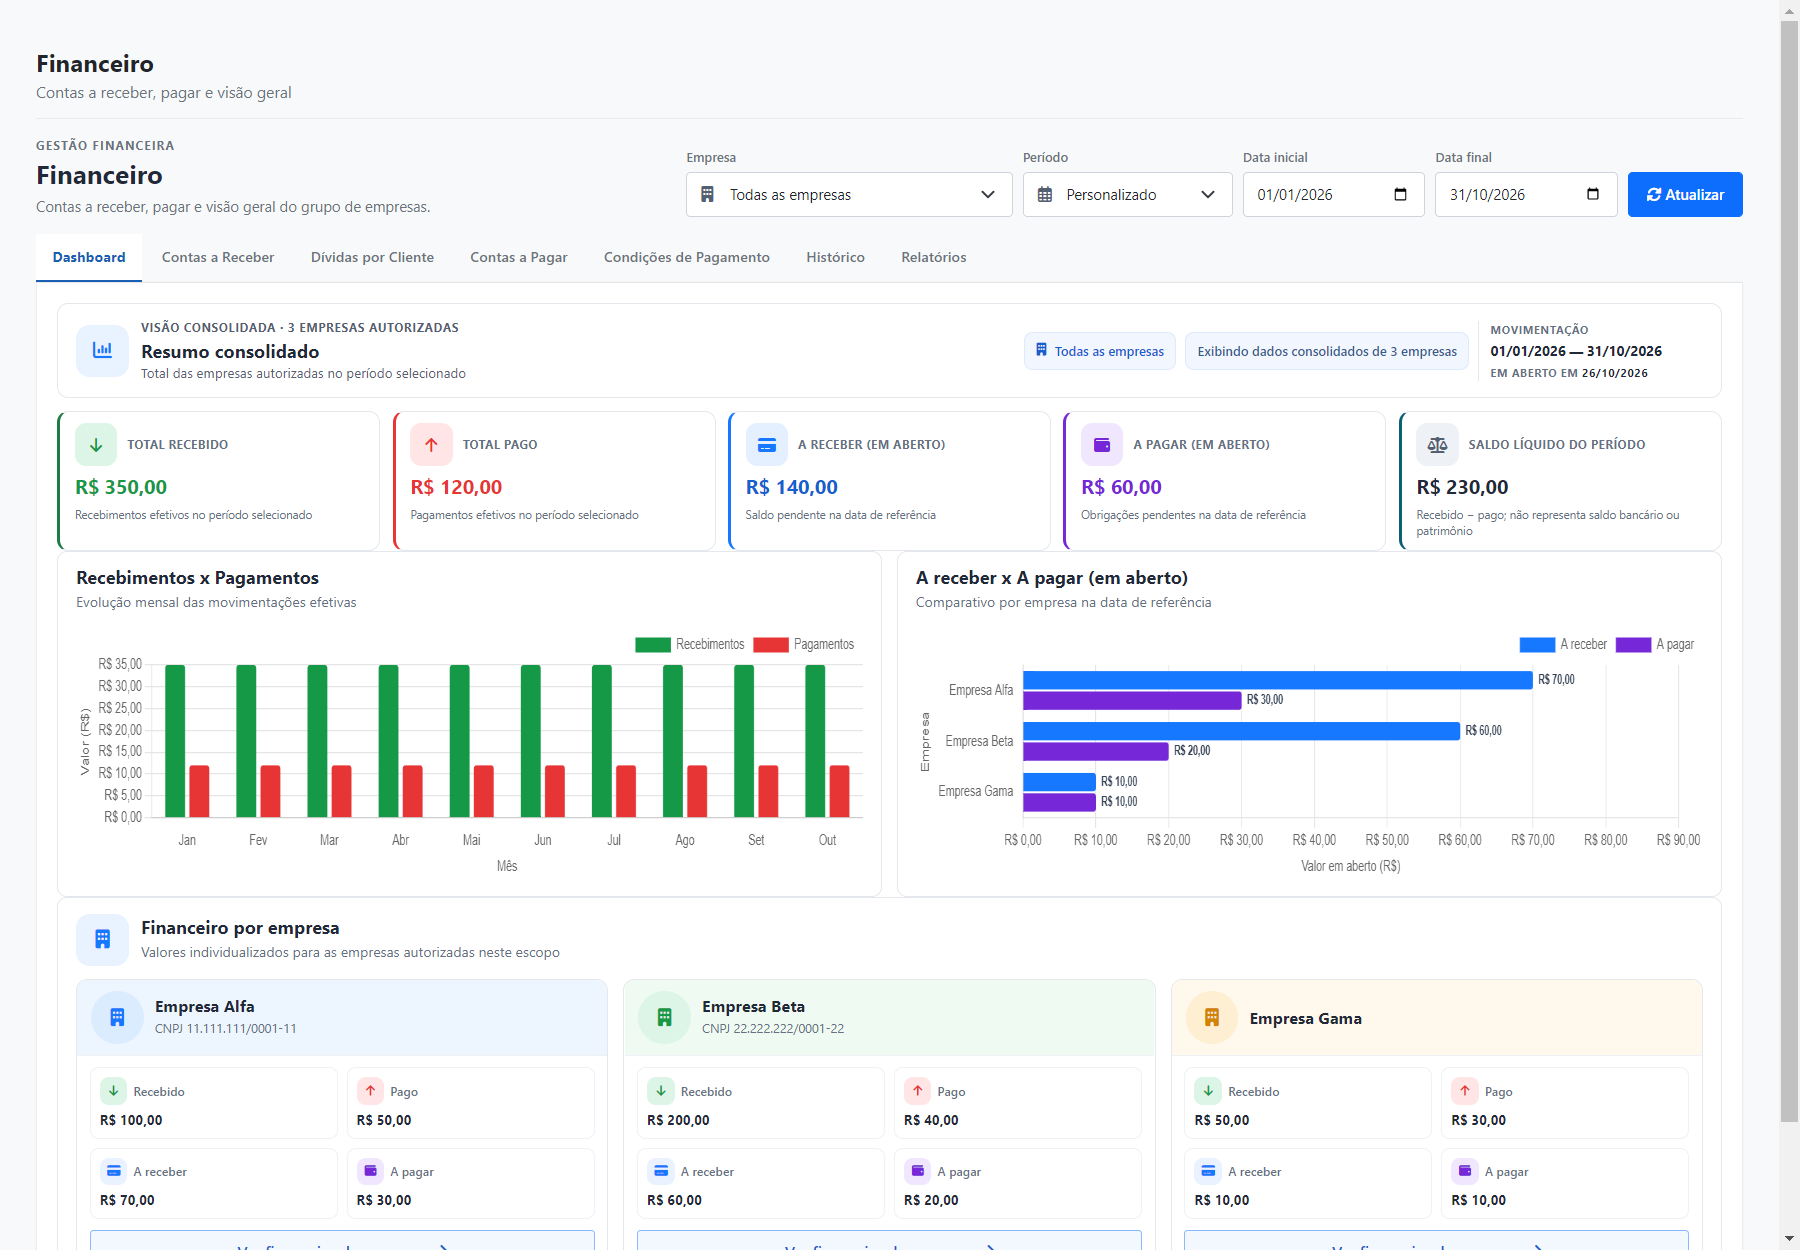 Financeiro
Contas a receber, pagar e visão geral
GESTÃO FINANCEIRA
Financeiro
Contas a receber, pagar e visão geral do grupo de empresas.
Empresa
Todas as empresas
Período
Personalizado
Data inicial
01/01/2026
Data final
31/10/2026
Atualizar
Dashboard
Contas a Receber
Dívidas por Cliente
Contas a Pagar
Condições de Pagamento
Histórico
Relatórios
VISÃO CONSOLIDADA · 3 EMPRESAS AUTORIZADAS
Resumo consolidado
Total das empresas autorizadas no período selecionado
Todas as empresas
Exibindo dados consolidados de 3 empresas
MOVIMENTAÇÃO
01/01/2026 — 31/10/2026
EM ABERTO EM 26/10/2026
TOTAL RECEBIDO
R$ 350,00
Recebimentos efetivos no período selecionado
TOTAL PAGO
R$ 120,00
Pagamentos efetivos no período selecionado
A RECEBER (EM ABERTO)
R$ 140,00
Saldo pendente na data de referência
A PAGAR (EM ABERTO)
R$ 60,00
Obrigações pendentes na data de referência
SALDO LÍQUIDO DO PERÍODO
R$ 230,00
Recebido − pago; não representa saldo bancário ou
patrimônio
Recebimentos x Pagamentos
Evolução mensal das movimentações efetivas
Recebimentos
Pagamentos
Valor (R$)
R$ 35,00
R$ 30,00
R$ 25,00
R$ 20,00
R$ 15,00
R$ 10,00
R$ 5,00
R$ 0,00
Jan
Fev
Mar
Abr
Mai
Jun
Jul
Ago
Set
Out
Mês
A receber x A pagar (em aberto)
Comparativo por empresa na data de referência
A receber
A pagar
Empresa
Empresa Alfa
R$ 70,00
R$ 30,00
Empresa Beta
R$ 60,00
R$ 20,00
Empresa Gama
R$ 10,00
R$ 10,00
R$ 0,00
R$ 10,00
R$ 20,00
R$ 30,00
R$ 40,00
R$ 50,00
R$ 60,00
R$ 70,00
R$ 80,00
R$ 90,00
Valor em aberto (R$)
Financeiro por empresa
Valores individualizados para as empresas autorizadas neste escopo
Empresa Alfa
CNPJ 11.111.111/0001-11
Recebido
R$ 100,00
Pago
R$ 50,00
A receber
R$ 70,00
A pagar
R$ 30,00
Empresa Beta
CNPJ 22.222.222/0001-22
Recebido
R$ 200,00
Pago
R$ 40,00
A receber
R$ 60,00
A pagar
R$ 20,00
Empresa Gama
Recebido
R$ 50,00
Pago
R$ 30,00
A receber
R$ 10,00
A pagar
R$ 10,00